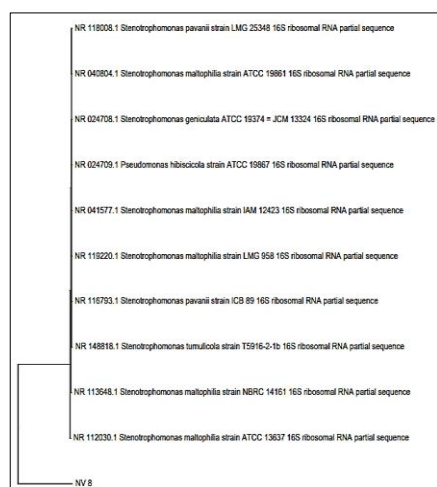 NR 118008.1 Stenotrophomonas pavanii strain LMG 25348 16S ribosomal RNA partial sequence
NR 040804.1 Stenotrophomonas maltophilia strain ATCC 19861 16S ribosomal RNA partial sequence
NR 024708.1 Stenotrophomonas geniculata ATCC 19374 = JCM 13324 16S ribosomal RNA partial sequence
NR 024709.1 Pseudomonas hibiscicola strain ATCC 19867 16S ribosomal RNA partial sequence
NR 041577.1 Stenotrophomonas maltophilia strain IAM 12423 16S ribosomal RNA partial sequence
NR 119220.1 Stenotrophomonas maltophilia strain LMG 958 16S ribosomal RNA partial sequence
NR 116793.1 Stenotrophomonas pavanii strain ICB 89 16S ribosomal RNA partial sequence
NR 148818.1 Stenotrophomonas tumulicola strain T5916-2-1b 16S ribosomal RNA partial sequence
NR 113648.1 Stenotrophomonas maltophilia strain NBRC 14161 16S ribosomal RNA partial sequence
NR 112030.1 Stenotrophomonas maltophilia strain ATCC 13637 16S ribosomal RNA partial sequence
NV 8